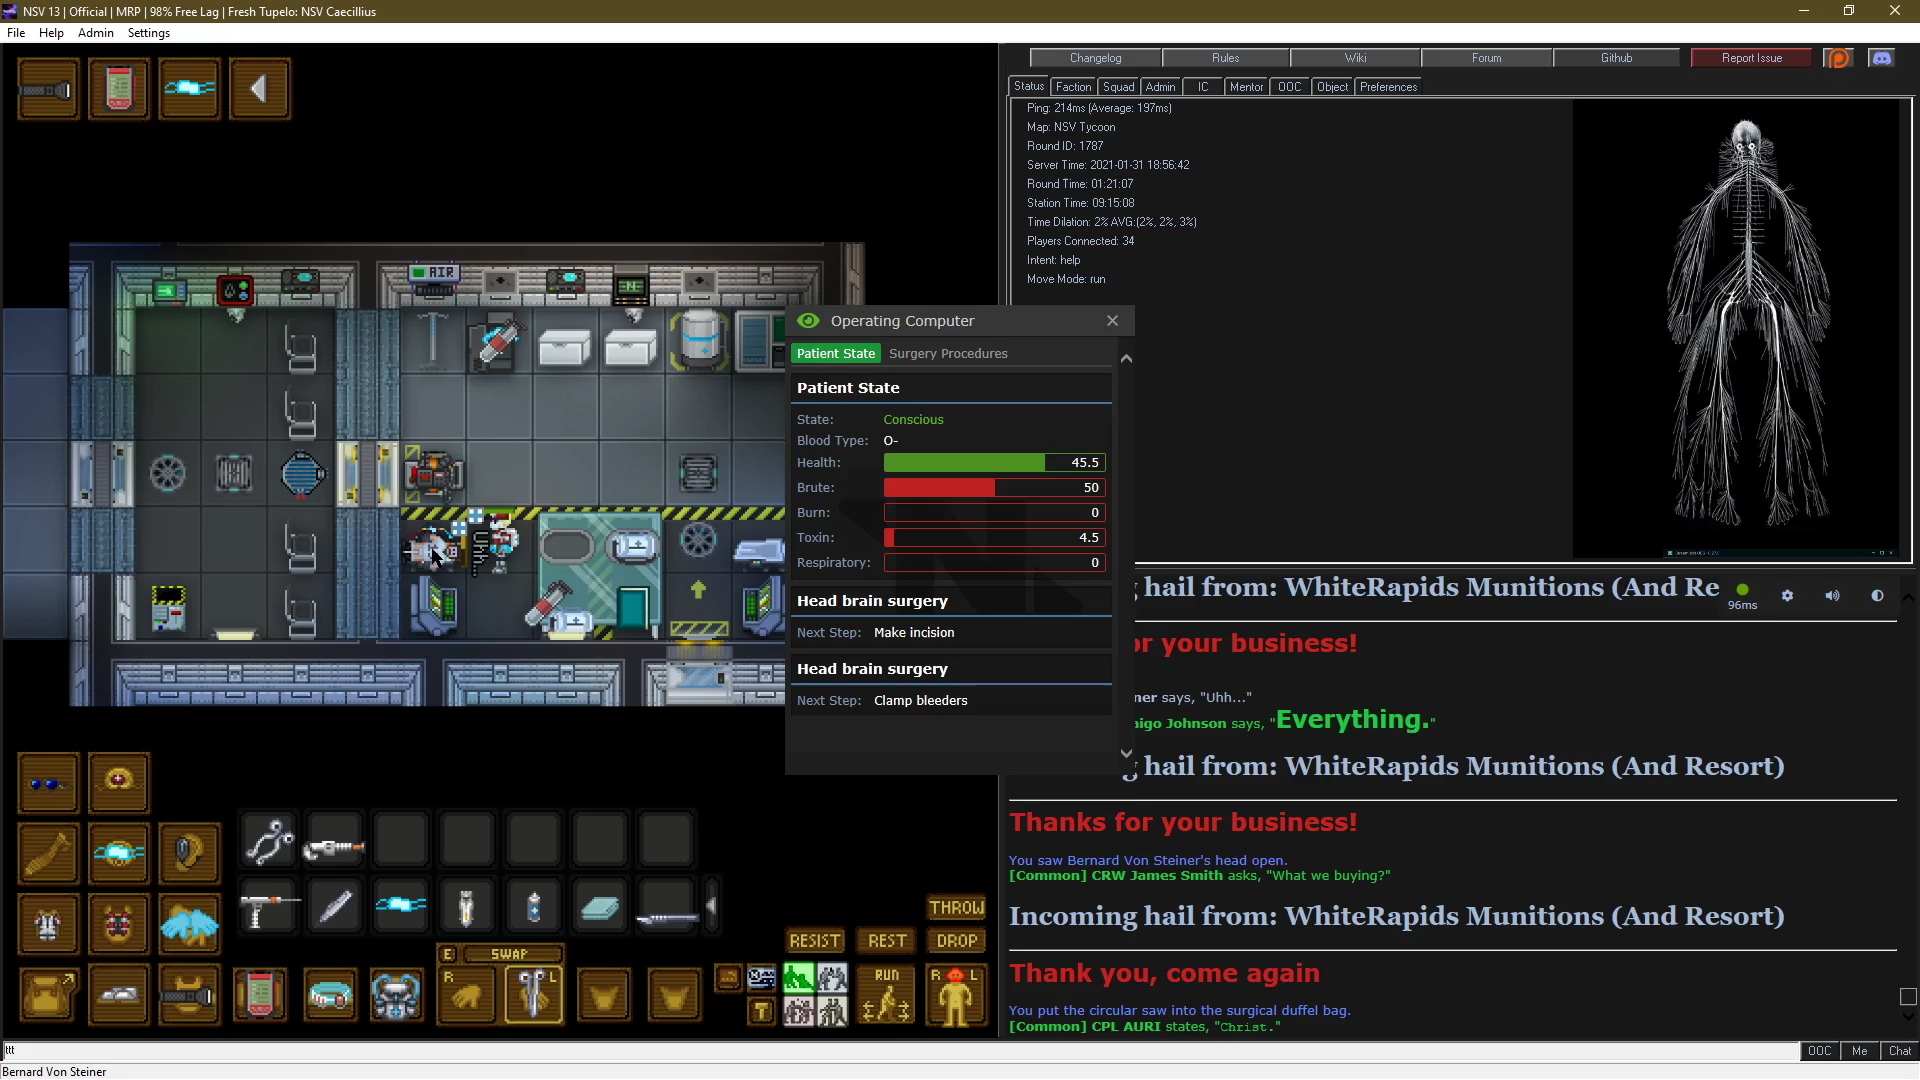 NSV 13 | Official | MRP | 98% Free Lag | Fresh Tupelo: NSV Caecillius
File Help Admin Settings
Changelog Rules Wiki Forum Github Report Issue
Status Faction Squad Admin IC Mentor OOC Object Preferences
Ping: 214ms (Average: 197ms)
Map: NSV Tycoon
Round ID: 1787
Server Time: 2021-01-31 18:56:42
Round Time: 01:21:07
Station Time: 09:15:08
Time Dilation: 2% AVG:(2%, 2%, 3%)
Players Connected: 34
Intent: help
Move Mode: run
AIR
Operating Computer
Patient State Surgery Procedures
Patient State
State: Conscious
Blood Type: O-
Health: 45.5
Brute: 50
Burn: 0
Toxin: 4.5
Respiratory: 0
Head brain surgery
Next Step: Make incision
Head brain surgery
Next Step: Clamp bleeders
hail from: WhiteRapids Munitions (And Re
96ms
or your business!
ner says, "Uhh..."
aigo Johnson says, "Everything."
hail from: WhiteRapids Munitions (And Resort)
Thanks for your business!
You saw Bernard Von Steiner's head open.
[Common] CRW James Smith asks, "What we buying?"
Incoming hail from: WhiteRapids Munitions (And Resort)
Thank you, come again
You put the circular saw into the surgical duffel bag.
[Common] CPL AURI states, "Christ."
THROW
RESIST REST DROP
E SWAP
R L
RUN
R L
T
ttt
OOC Me Chat
Bernard Von Steiner